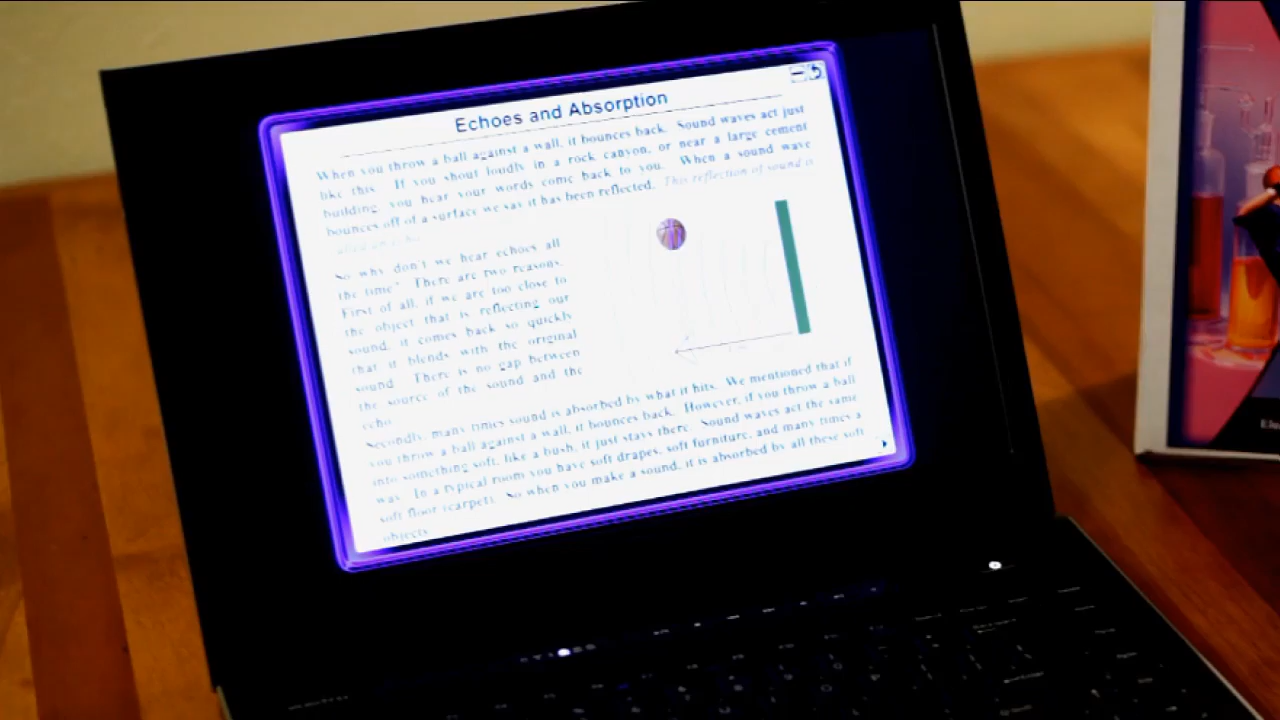 Echoes and Absorption
When you throw a ball against a wall, it bounces back. Sound waves act just
like this. If you shout loudly in a rock canyon, or near a large cement
building, you hear your words come back to you. When a sound wave
bounces off of a surface we say it has been reflected. This reflection of sound is
called an echo.
So why don't we hear echoes all
the time? There are two reasons.
First of all, if we are too close to
the object that is reflecting our
sound, it comes back so quickly
that it blends with the original
sound. There is no gap between
the source of the sound and the
echo.
Secondly, many times sound is absorbed by what it hits. We mentioned that if
you throw a ball against a wall, it bounces back. However, if you throw a ball
into something soft, like a bush, it just stays there. Sound waves act the same
way. In a typical room you have soft drapes, soft furniture, and many times a
soft floor (carpet). So when you make a sound, it is absorbed by all these soft
objects.